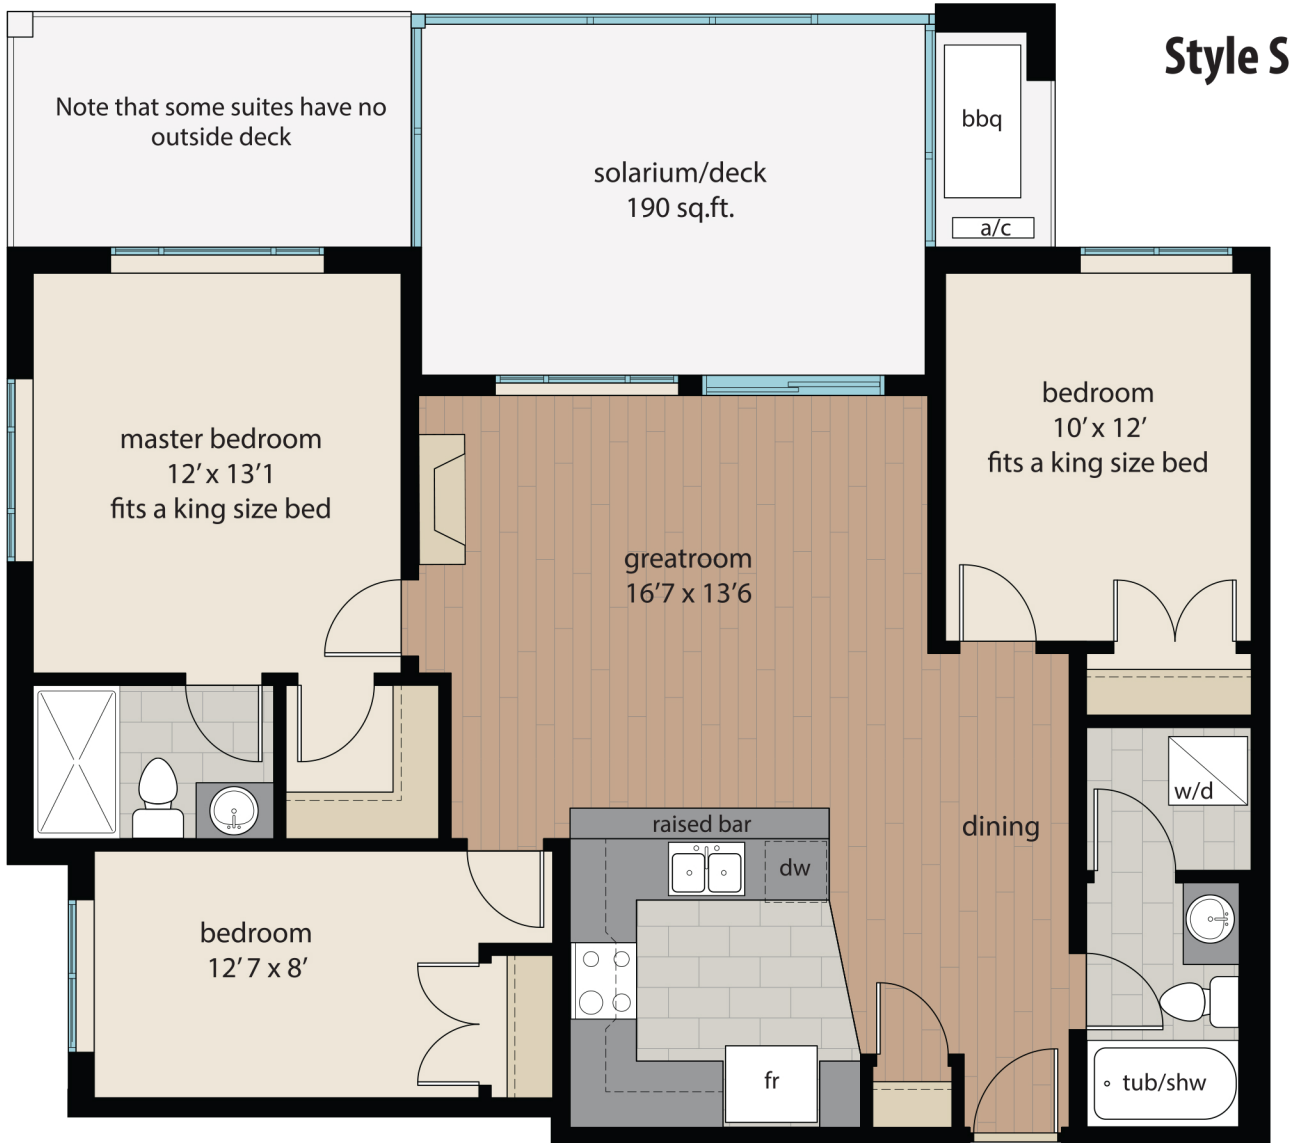 Style S
Note that some suites have no
outside deck
solarium/deck
190 sq.ft.
bbq
a/c
master bedroom
12’ x 13’1
fits a king size bed
greatroom
16’7 x 13’6
bedroom
10’ x 12’
fits a king size bed
w/d
raised bar
dining
dw
bedroom
12’ 7 x 8’
fr
tub/shw